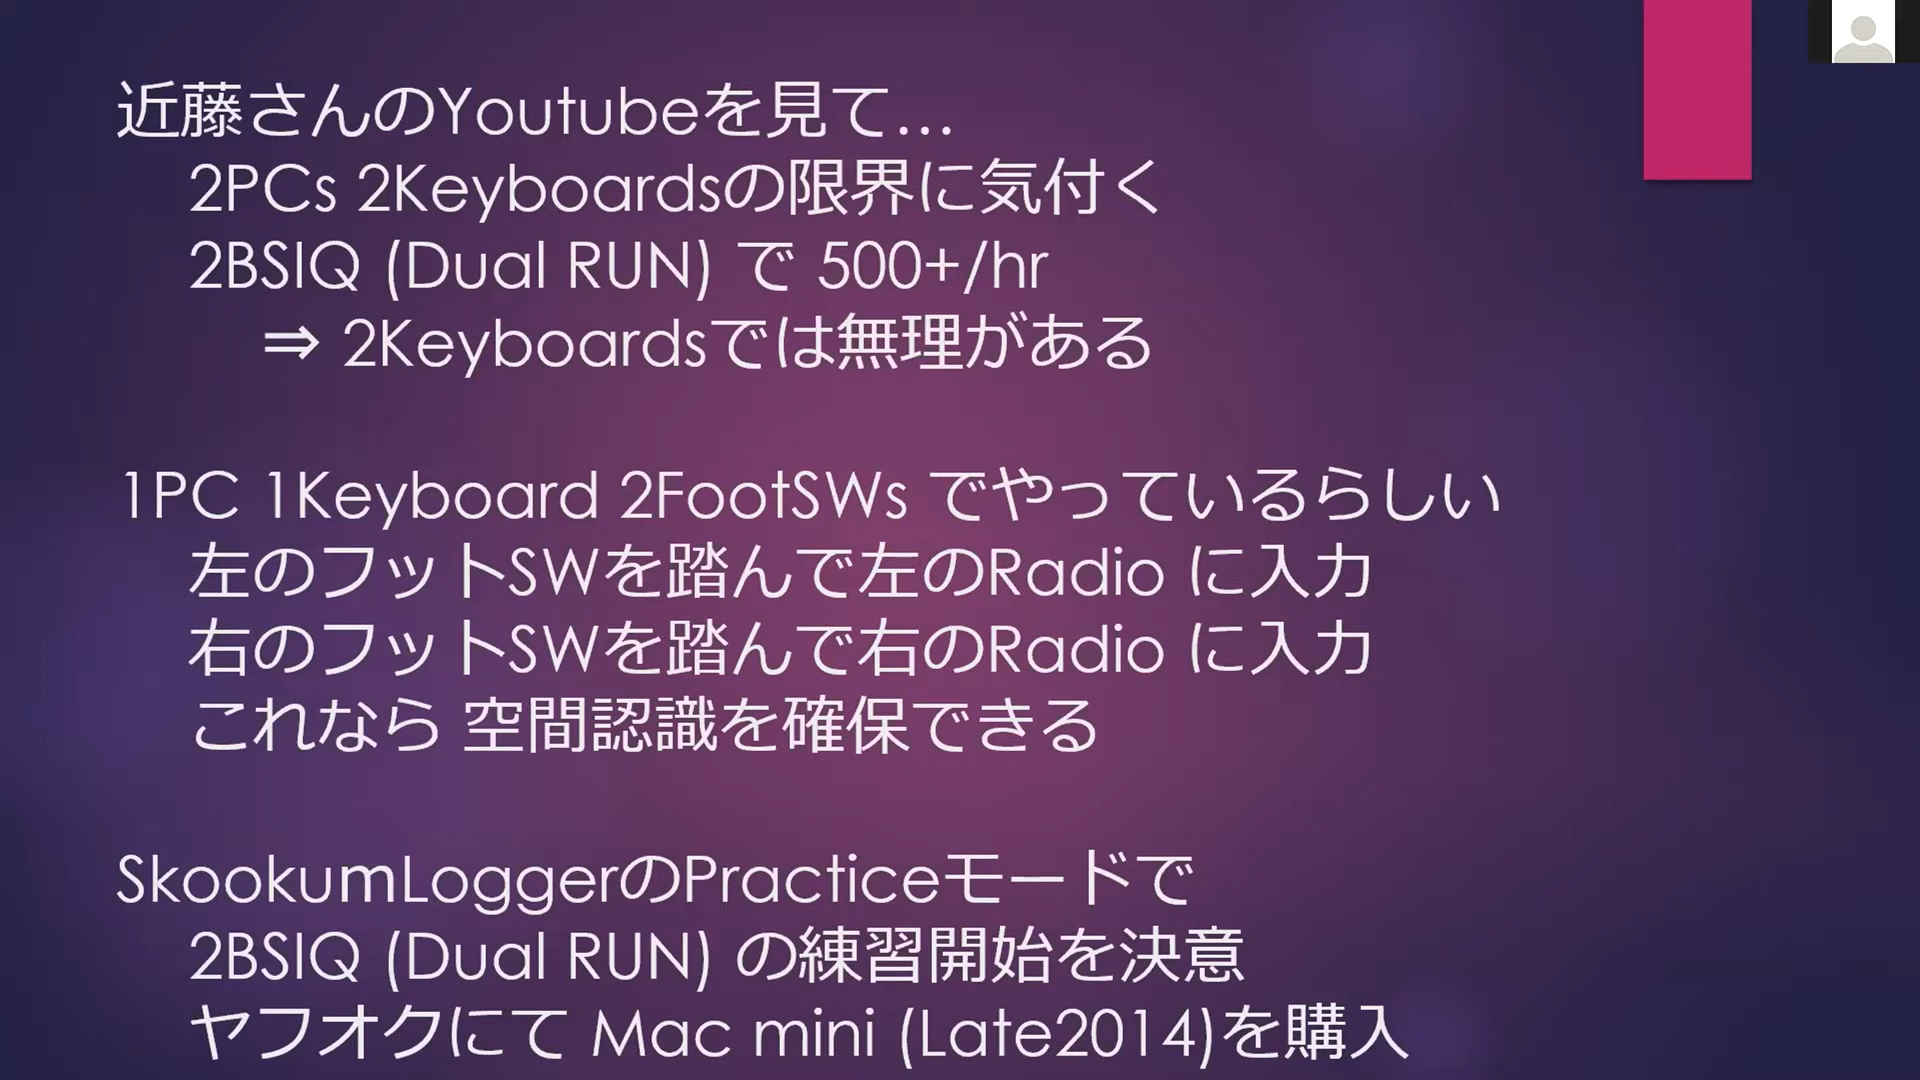 近藤さんのYoutubeを見て…
2PCs 2Keyboardsの限界に気付く
2BSIQ (Dual RUN) で 500+/hr
⇒ 2Keyboardsでは無理がある
1PC 1Keyboard 2FootSWs でやっているらしい
左のフットSWを踏んで左のRadio に入力
右のフットSWを踏んで右のRadio に入力
これなら 空間認識を確保できる
SkookumLoggerのPracticeモードで
2BSIQ (Dual RUN) の練習開始を決意
ヤフオクにて Mac mini (Late2014)を購入